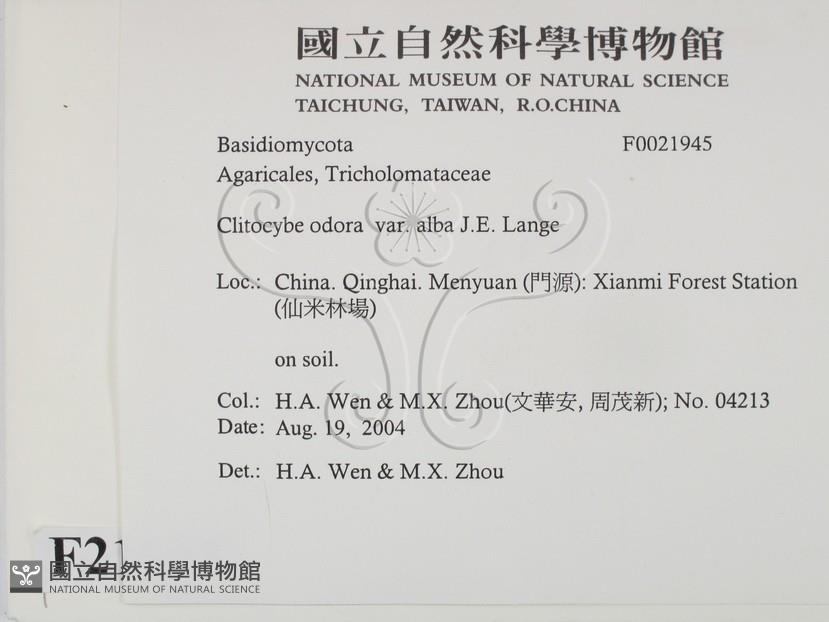 國立自然科學博物館
NATIONAL MUSEUM OF NATURAL SCIENCE
TAICHUNG, TAIWAN, R.O.CHINA
Basidiomycota F0021945
Agaricales, Tricholomataceae
Clitocybe odora var. alba J.E. Lange
Loc.: China. Qinghai. Menyuan (門源): Xianmi Forest Station
(仙米林場)
on soil.
Col.: H.A. Wen & M.X. Zhou(文華安, 周茂新); No. 04213
Date: Aug. 19, 2004
Det.: H.A. Wen & M.X. Zhou
F21
國立自然科學博物館
NATIONAL MUSEUM OF NATURAL SCIENCE